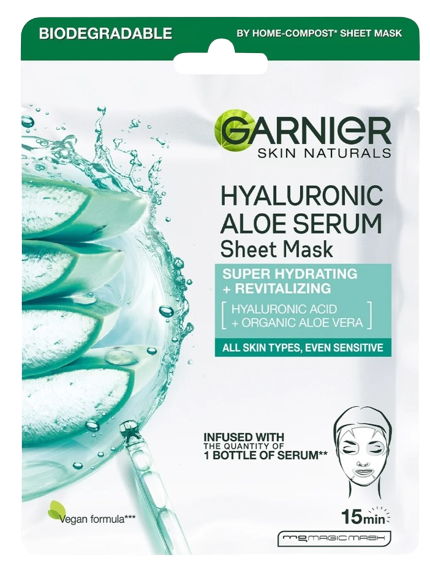 BIODEGRADABLE
BY HOME-COMPOST* SHEET MASK
GARNIER
SKIN NATURALS
HYALURONIC
ALOE SERUM
Sheet Mask
SUPER HYDRATING
+ REVITALIZING
[ HYALURONIC ACID
+ ORGANIC ALOE VERA ]
ALL SKIN TYPES, EVEN SENSITIVE
INFUSED WITH
THE QUANTITY OF
1 BOTTLE OF SERUM**
Vegan formula***
15min
MAGIC MASK